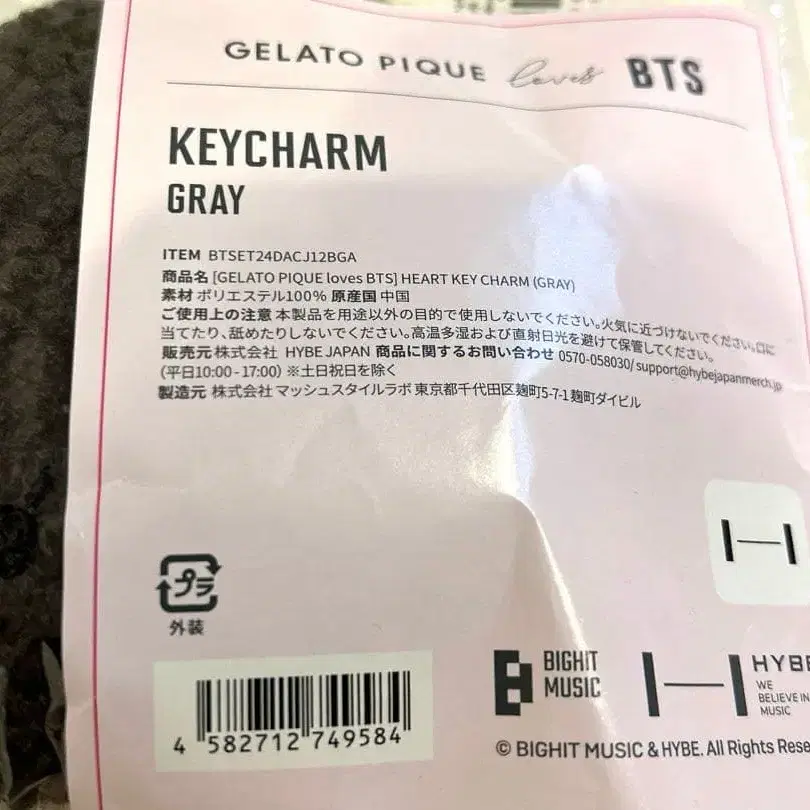 GELATO PIQUE loves BTS
KEYCHARM
GRAY
ITEM BTSET24DACJ12BGA
商品名 [GELATO PIQUE loves BTS] HEART KEY CHARM (GRAY)
素材 ポリエステル100% 原産国 中国
ご使用上の注意 本製品を用途以外の目的で使用しないでください。火気に近づけないでください。口に
当てたり、舐めたりしないでください。高温多湿および直射日光を避けて保管してください。
販売元 株式会社 HYBE JAPAN 商品に関するお問い合わせ 0570-058030/ support@hybejapanmerch.jp
(平日10:00 - 17:00) ※土日祝日を除く
製造元 株式会社 マッシュスタイルラボ 東京都千代田区麹町5-7-1 麹町ダイビル
プラ
外装
4 582712 749584
BIGHIT
MUSIC
HYBE
WE
BELIEVE IN
MUSIC
© BIGHIT MUSIC & HYBE. All Rights Rese